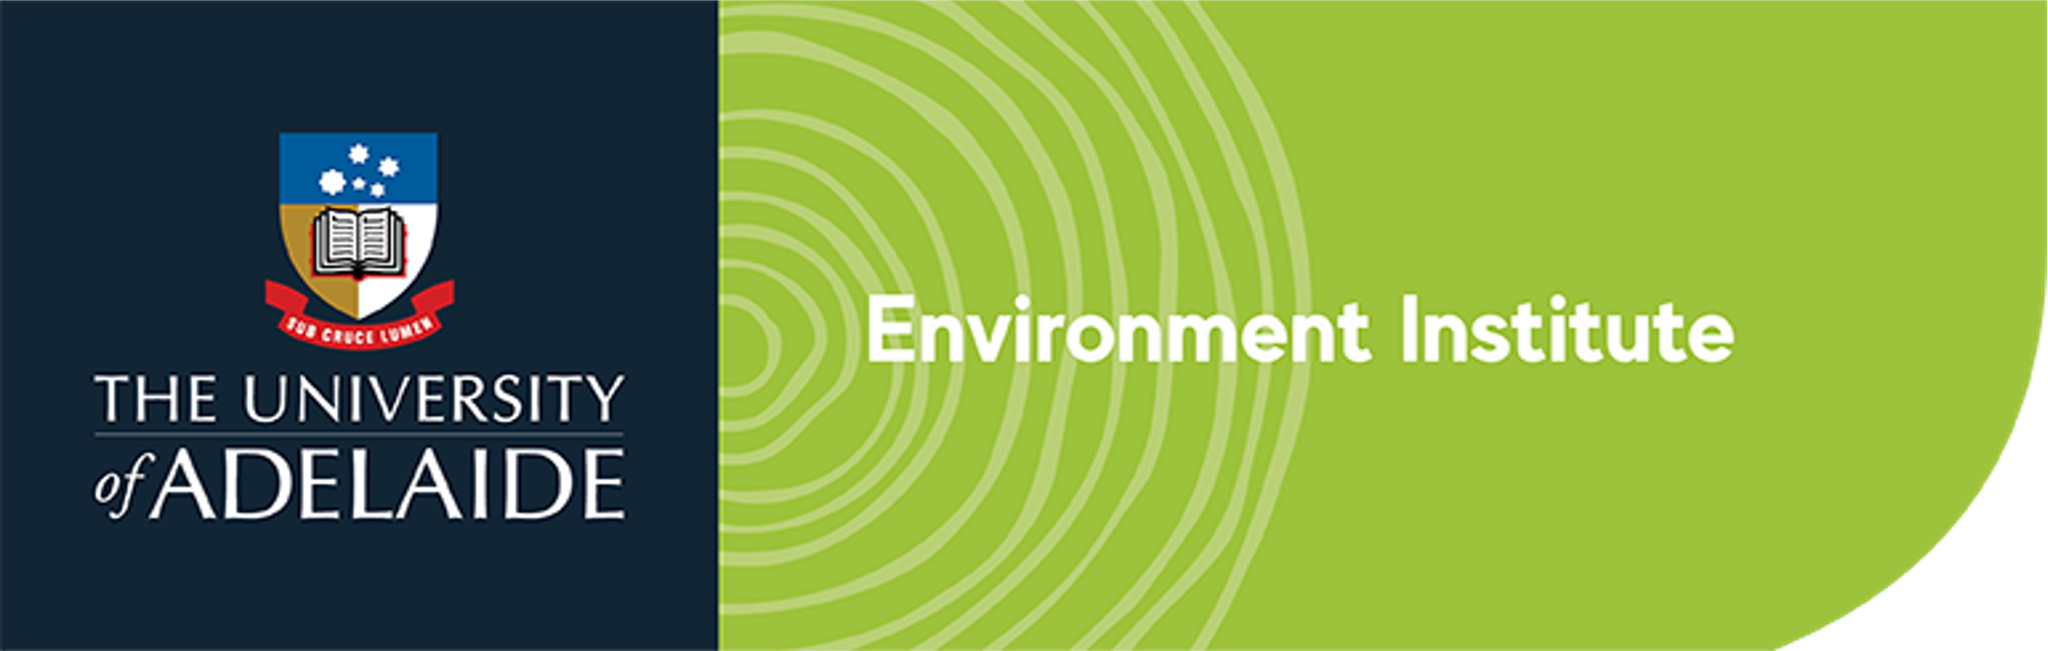 SUB CRUCE LUMEN
THE UNIVERSITY
of ADELAIDE
Environment Institute